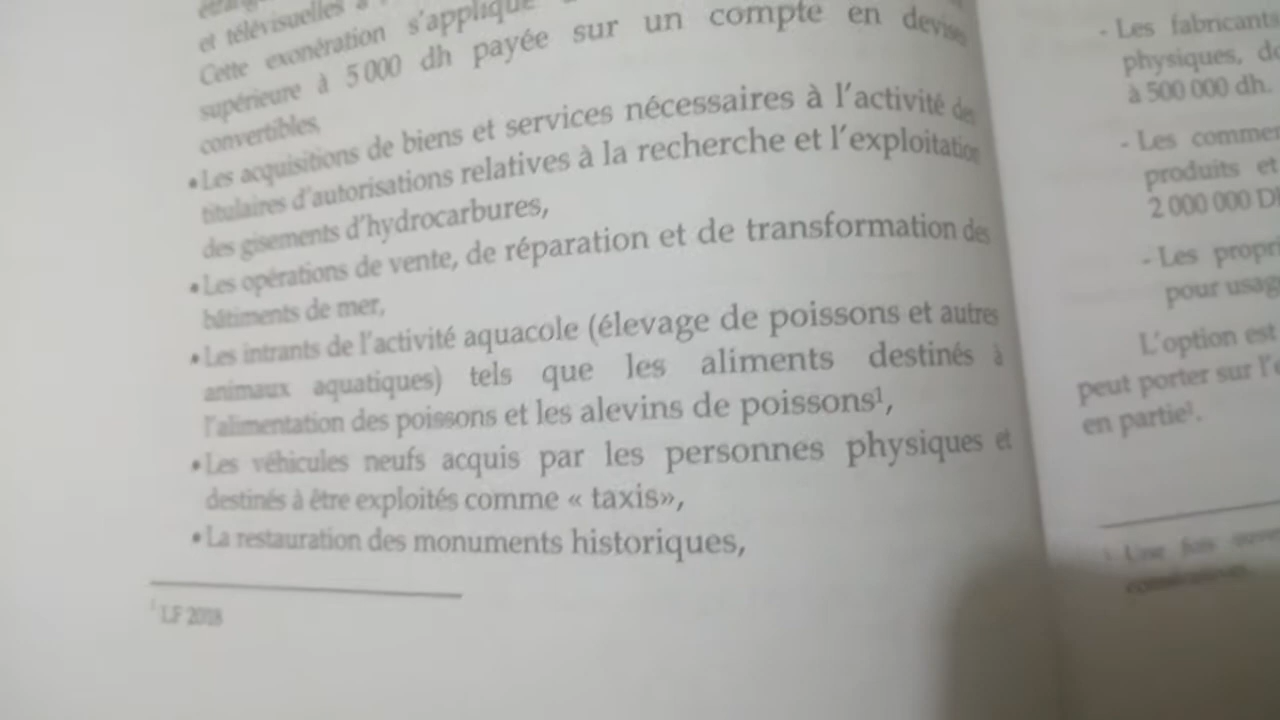 et télévisuelles
Cette exonération s'applique
supérieure à 5 000 dh payée sur un compte en devises
convertibles,
• Les acquisitions de biens et services nécessaires à l'activité des
titulaires d'autorisations relatives à la recherche et l'exploitation
des gisements d'hydrocarbures,
• Les opérations de vente, de réparation et de transformation des
bâtiments de mer,
• Les intrants de l'activité aquacole (élevage de poissons et autres
animaux aquatiques) tels que les aliments destinés à
l'alimentation des poissons et les alevins de poissons¹,
• Les véhicules neufs acquis par les personnes physiques et
destinés à être exploités comme « taxis»,
• La restauration des monuments historiques,
¹ LF 2018
- Les fabricants
physiques, do
à 500 000 dh.
- Les commer
produits et
2 000 000 D
- Les propri
pour usag
L'option est
peut porter sur l'
en partie¹.
¹ Une fois